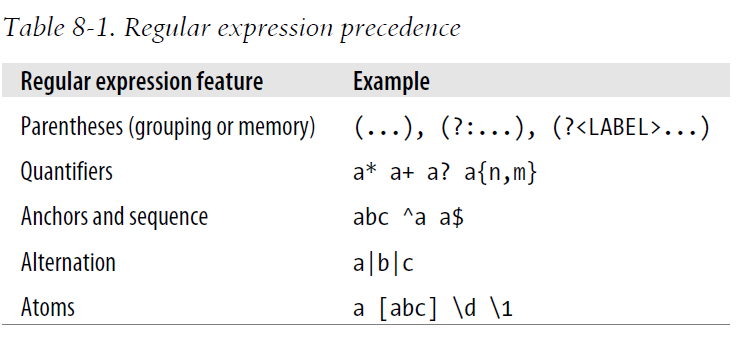 Table 8-1. Regular expression precedence
Regular expression feature Example
Parentheses (grouping or memory) (...), (?:...), (?<LABEL>...)
Quantifiers a* a+ a? a{n,m}
Anchors and sequence abc ^a a$
Alternation a|b|c
Atoms a [abc] \d \1